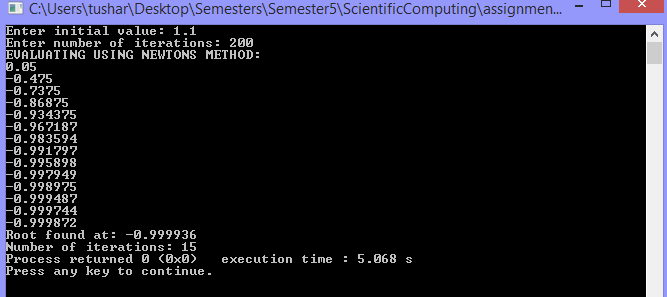 C:\Users\tushar\Desktop\Semesters\Semester5\ScientificComputing\assignmen...
Enter initial value: 1.1
Enter number of iterations: 200
EVALUATING USING NEWTONS METHOD:
0.05
-0.475
-0.7375
-0.86875
-0.934375
-0.967187
-0.983594
-0.991797
-0.995898
-0.997949
-0.998975
-0.999487
-0.999744
-0.999872
Root found at: -0.999936
Number of iterations: 15
Process returned 0 (0x0)   execution time : 5.068 s
Press any key to continue.